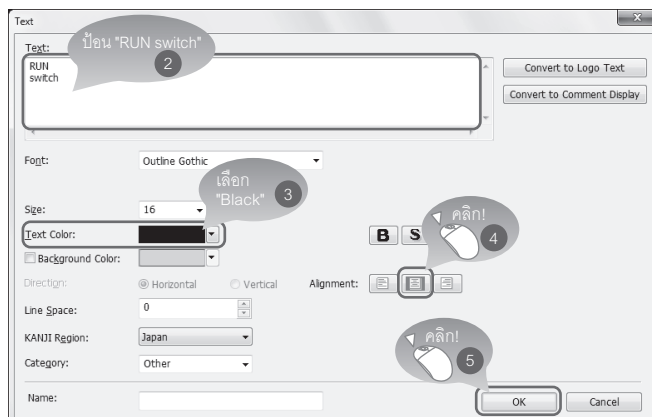 Text
Text:
ป้อน "RUN switch"
2
RUN
switch
Convert to Logo Text
Convert to Comment Display
Font:
Outline Gothic
เลือก
"Black"
3
Size:
16
Text Color:
B S
คลิก!
4
Background Color:
Direction:
Horizontal
Vertical
Alignment:
Line Space:
0
KANJI Region:
Japan
คลิก!
5
Category:
Other
Name:
OK
Cancel